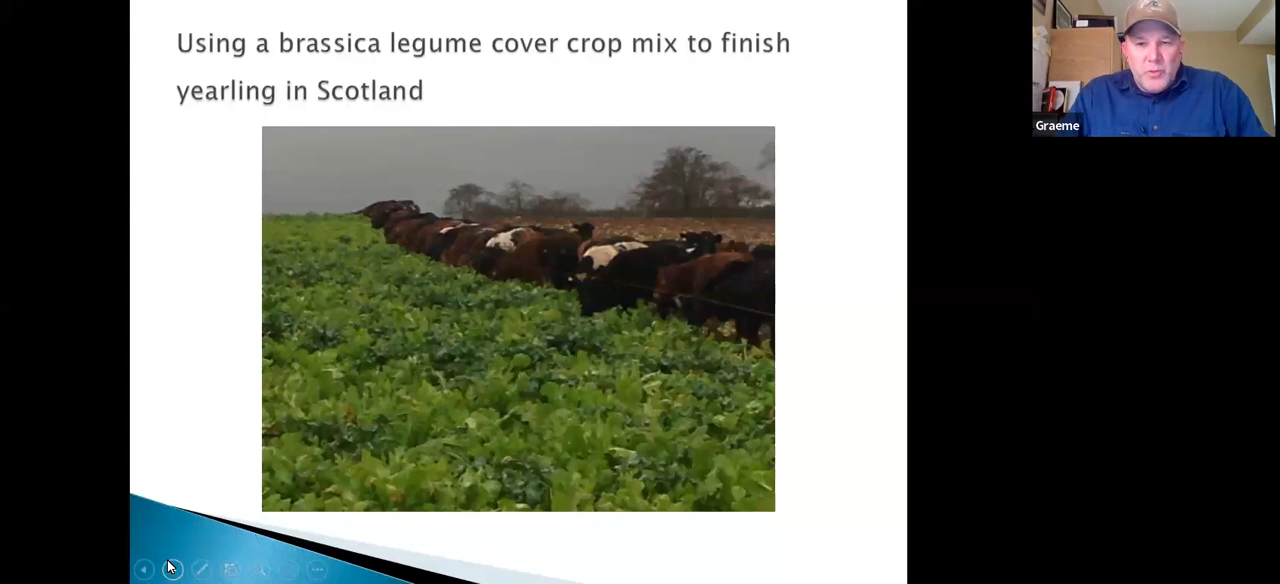 Using a brassica legume cover crop mix to finish
yearling in Scotland
Graeme